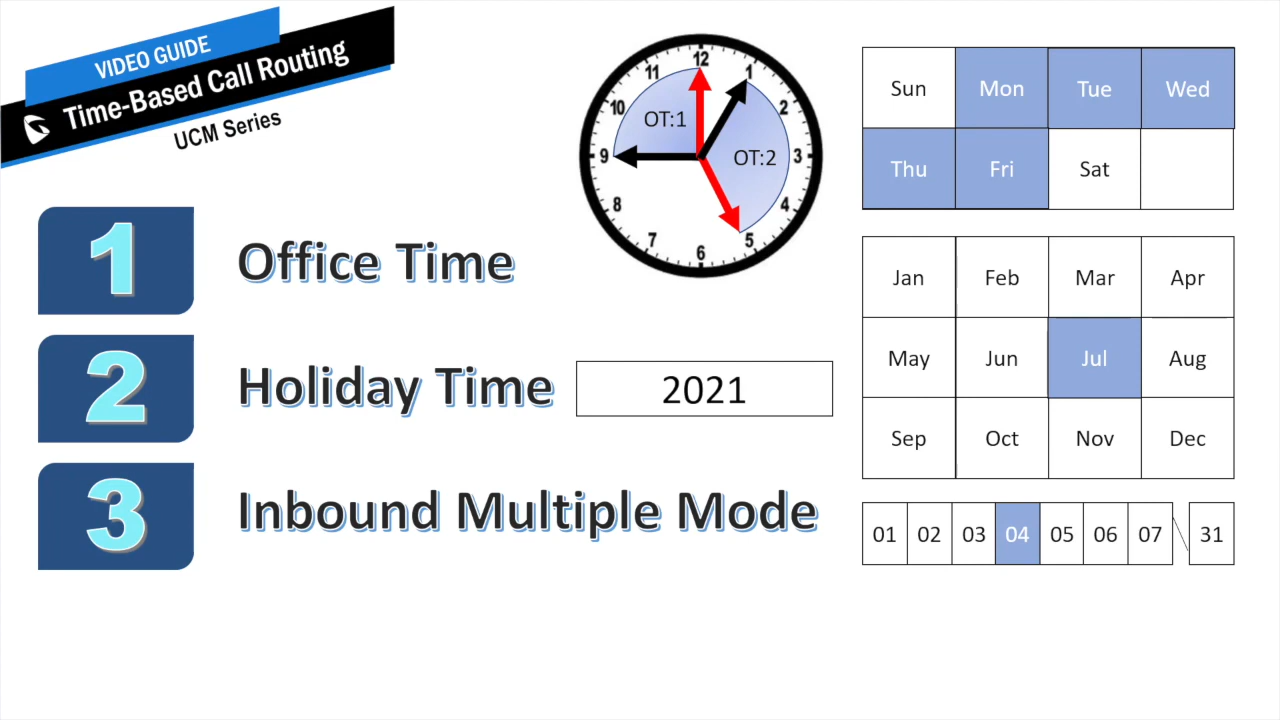 VIDEO GUIDE
Time-Based Call Routing
UCM Series
12
11 1
10 OT:1 2
9 OT:2 3
8 4
7 5
6
Sun Mon Tue Wed
Thu Fri Sat
1 Office Time
Jan Feb Mar Apr
May Jun Jul Aug
Sep Oct Nov Dec
2 Holiday Time 2021
3 Inbound Multiple Mode
01 02 03 04 05 06 07 31